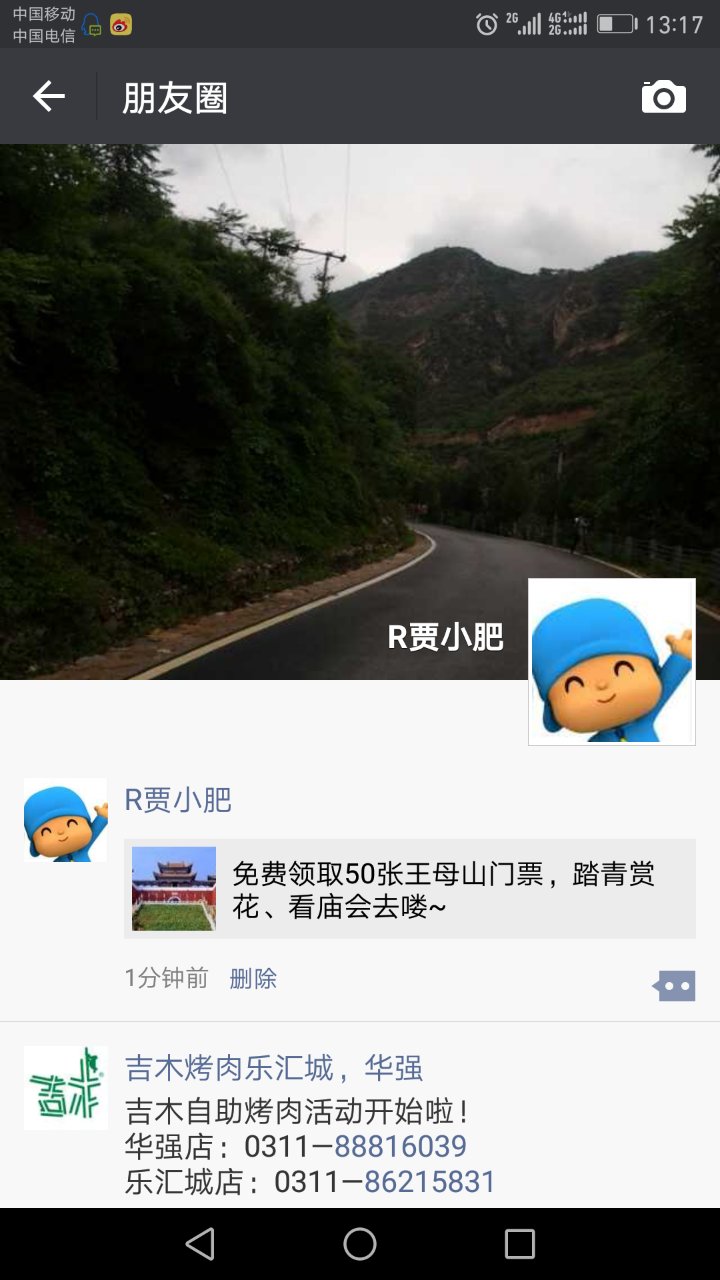 中国移动
中国电信
2G
4G
2G
13:17
朋友圈
R贾小肥
R贾小肥
免费领取50张王母山门票，踏青赏
花、看庙会去喽~
1分钟前 删除
吉木
吉木烤肉乐汇城，华强
吉木自助烤肉活动开始啦！
华强店：0311—88816039
乐汇城店：0311—86215831